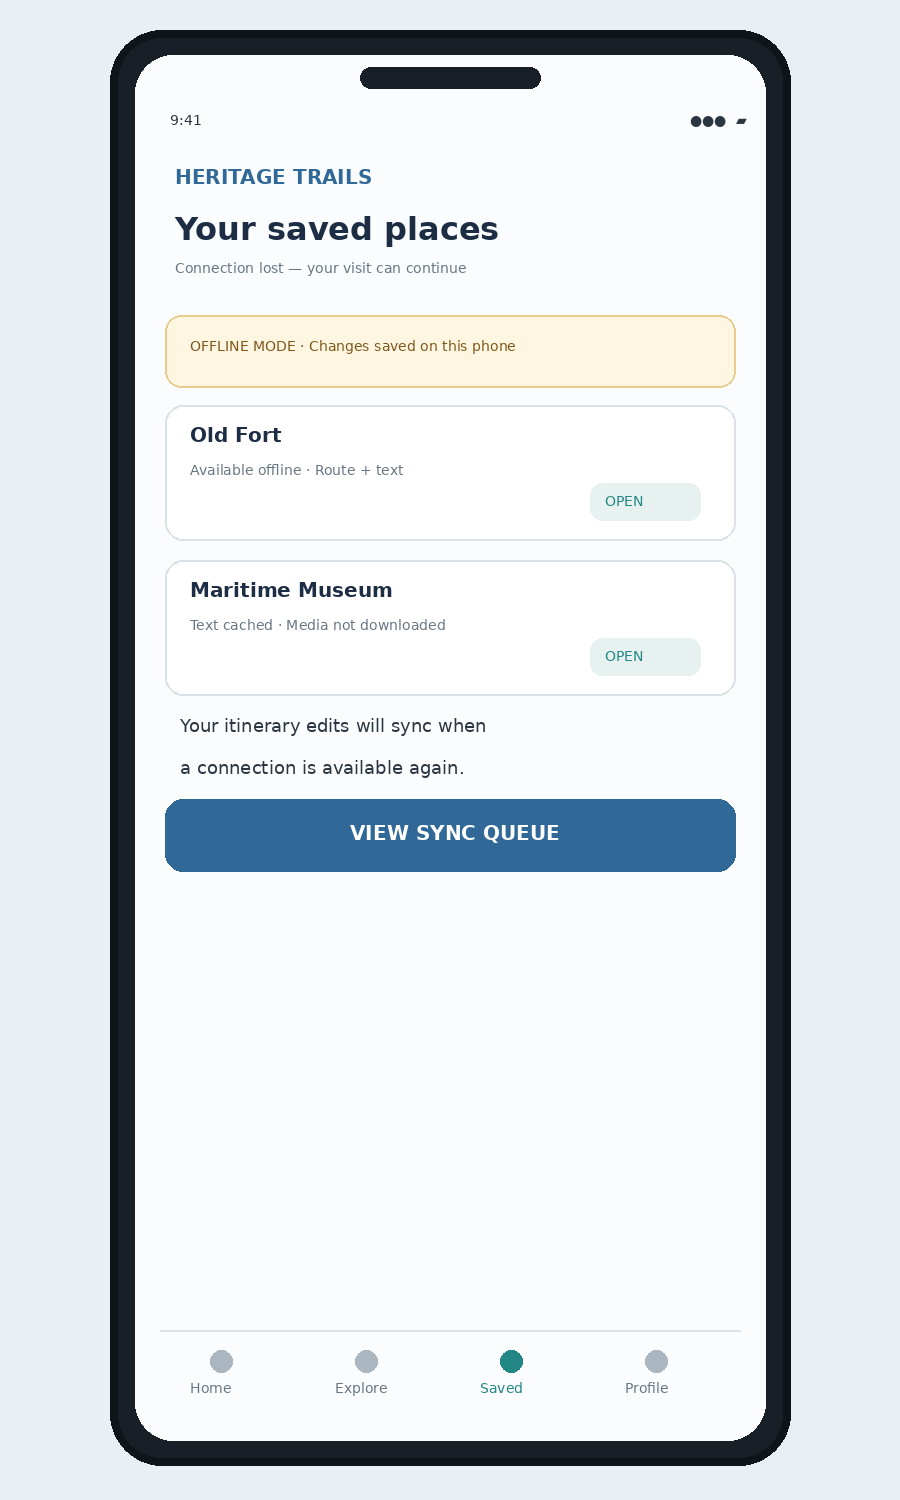 9:41
HERITAGE TRAILS
Your saved places
Connection lost — your visit can continue
OFFLINE MODE · Changes saved on this phone
Old Fort
Available offline · Route + text
OPEN
Maritime Museum
Text cached · Media not downloaded
OPEN
Your itinerary edits will sync when
a connection is available again.
VIEW SYNC QUEUE
Home Explore Saved Profile